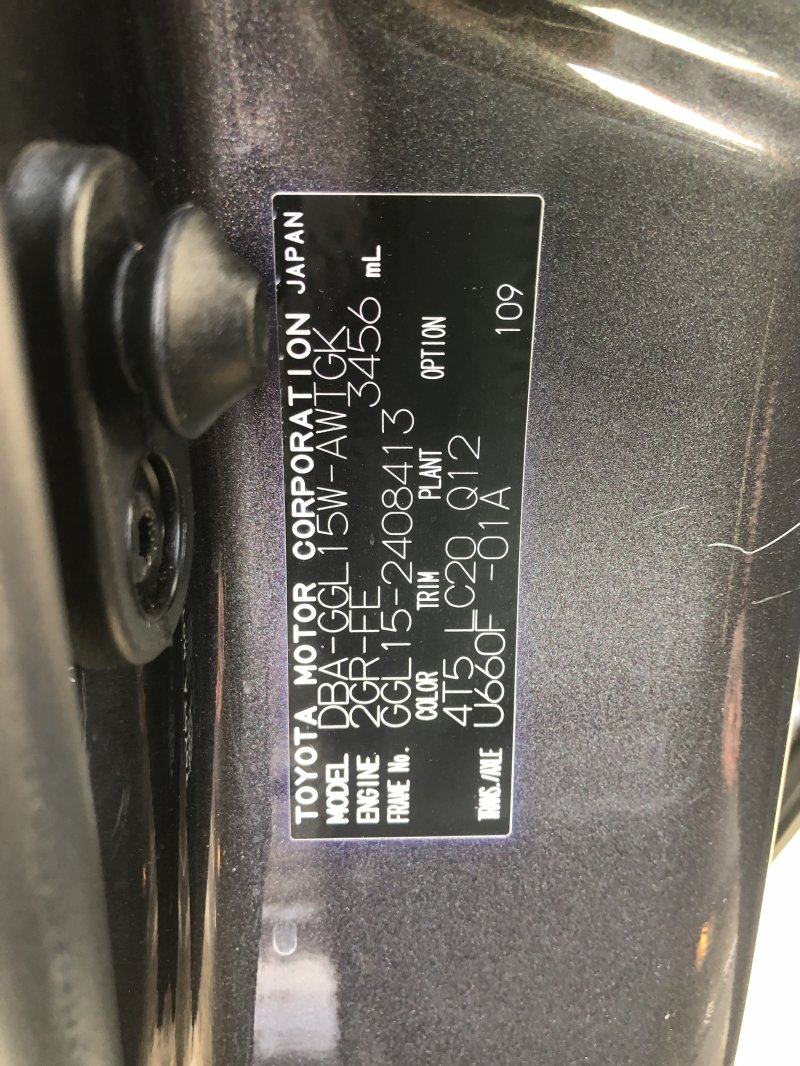 TOYOTA MOTOR CORPORATION JAPAN
MODEL DBA-GGL15W-AWTGK
ENGINE 2GR-FE 3456 mL
FRAME No. GGL15-2408413
COLOR TRIM PLANT OPTION
4T5 LC20 Q12
TRANS./AXLE U660F -01A 109